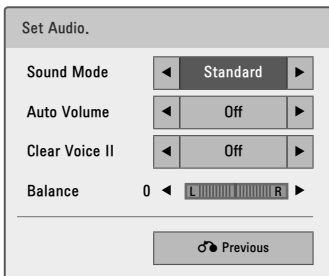 Set Audio.
Sound Mode ◄ Standard ►
Auto Volume ◄ Off ►
Clear Voice II ◄ Off ►
Balance 0 ◄ L R ►
Previous